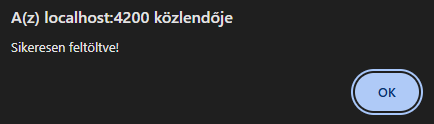 A(z) localhost:4200 közlendője
Sikeresen feltöltve!
OK